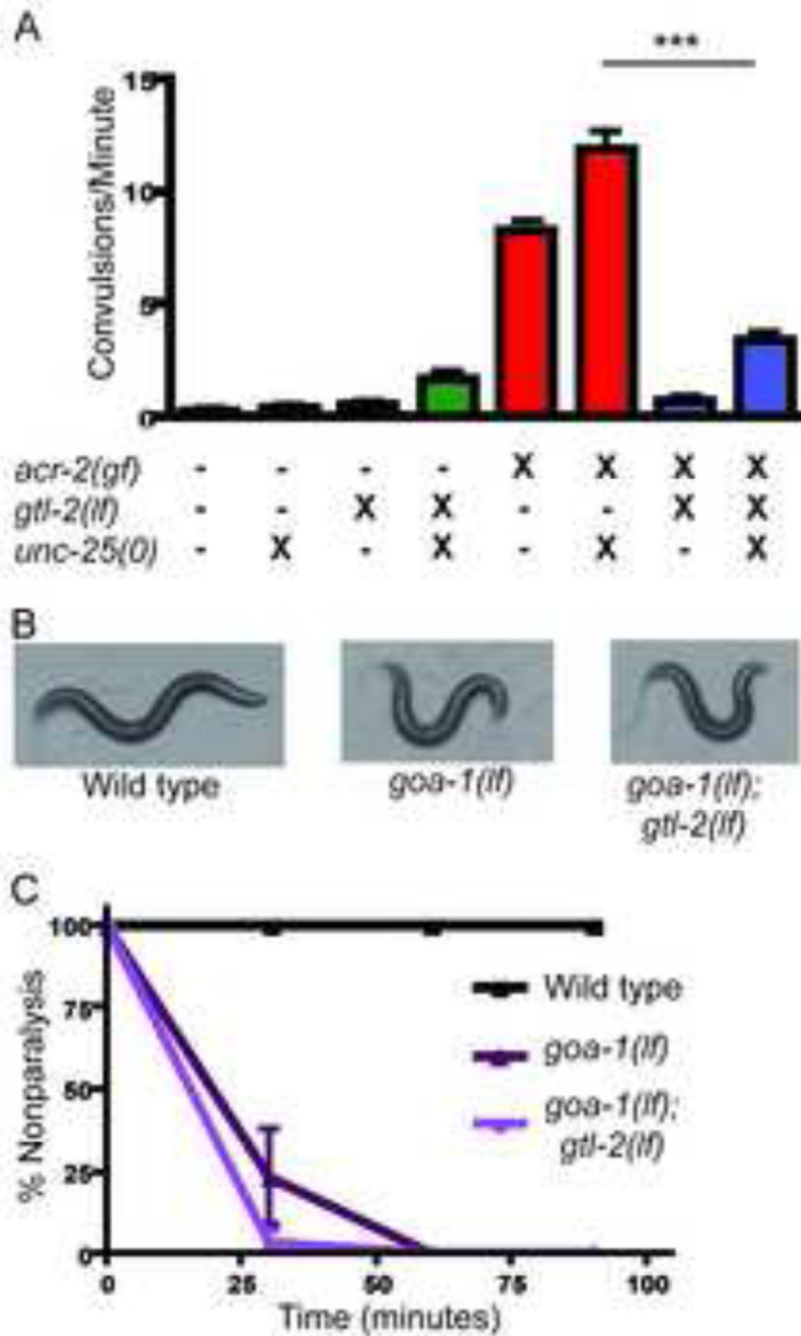 A
***
Convulsions/Minute
15
10
5
0
acr-2(gf) - - - - X X X X
gtl-2(lf) - - X X - - X X
unc-25(0) - X - X - X - X
B
Wild type
goa-1(lf)
goa-1(lf);
gtl-2(lf)
C
% Nonparalysis
100
75
50
25
0
Wild type
goa-1(lf)
goa-1(lf);
gtl-2(lf)
0 25 50 75 100
Time (minutes)